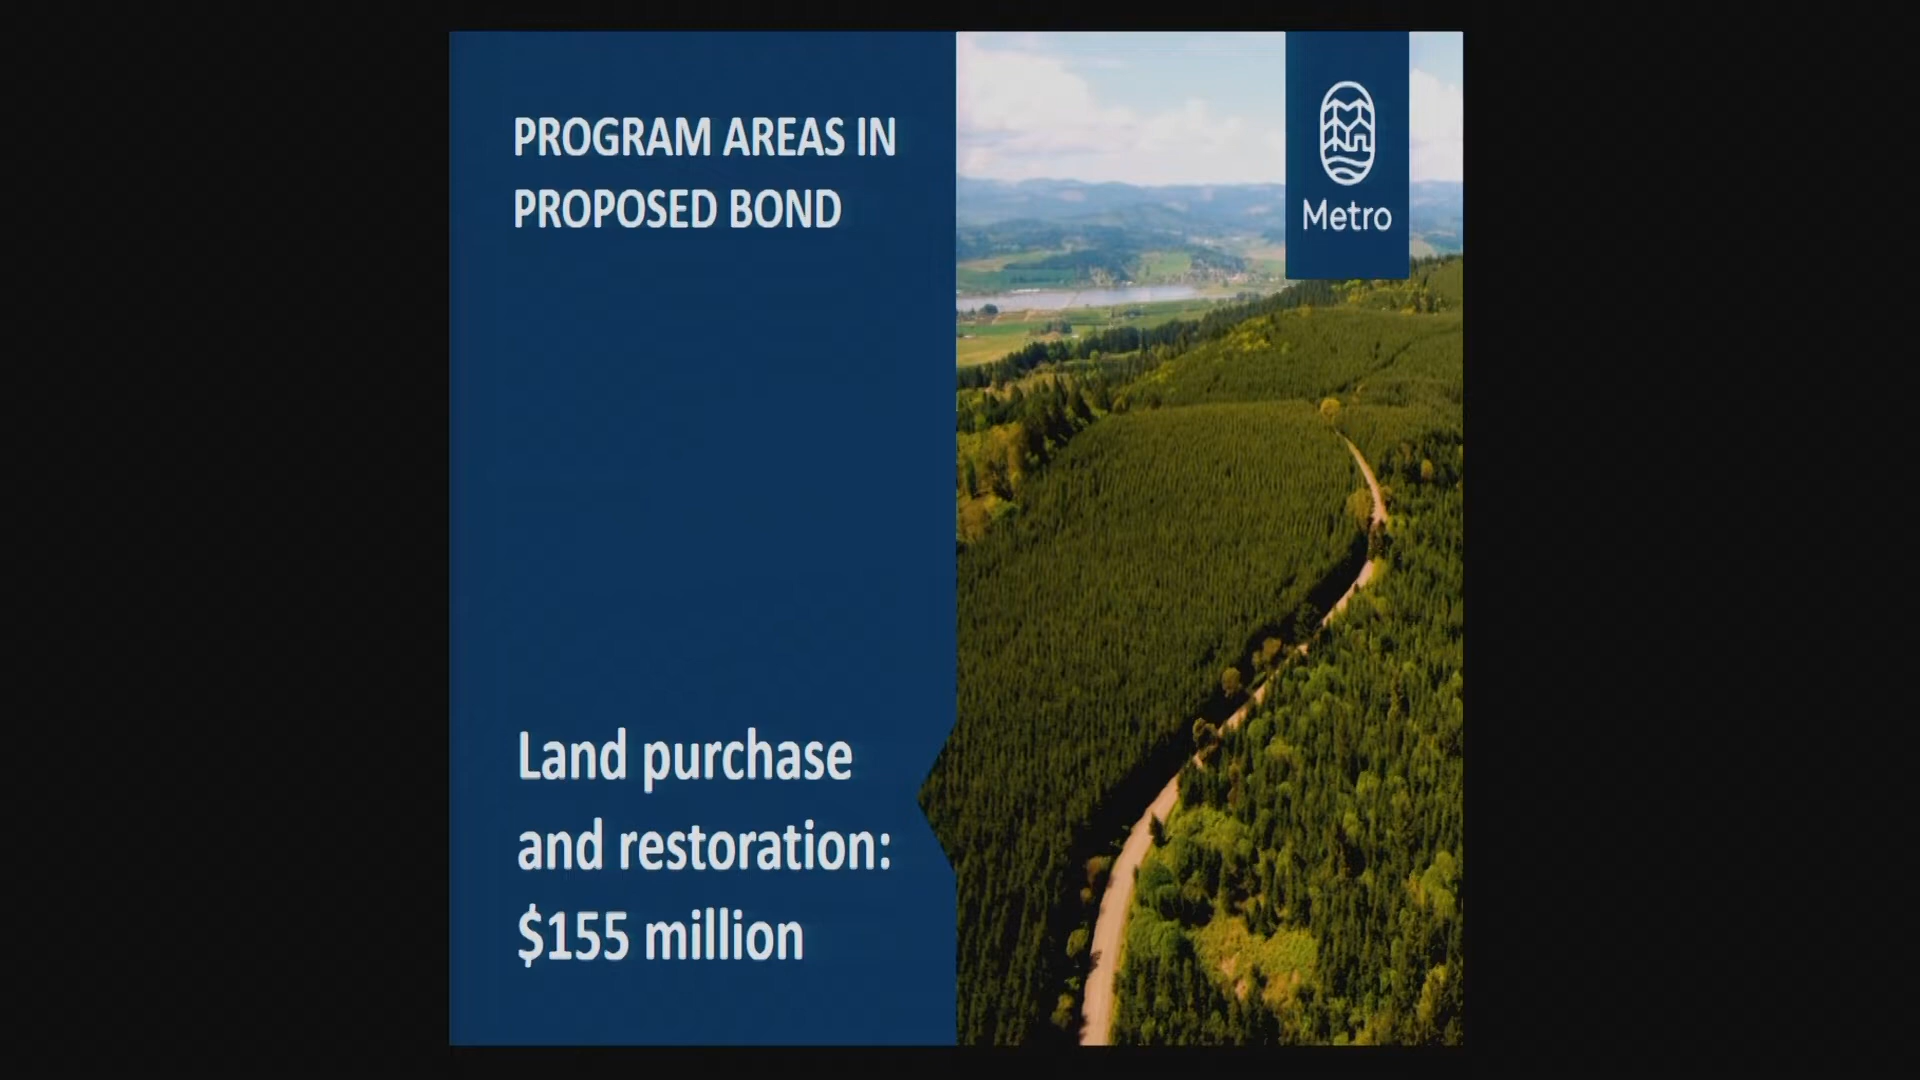 PROGRAM AREAS IN
PROPOSED BOND
Metro
Land purchase
and restoration:
$155 million